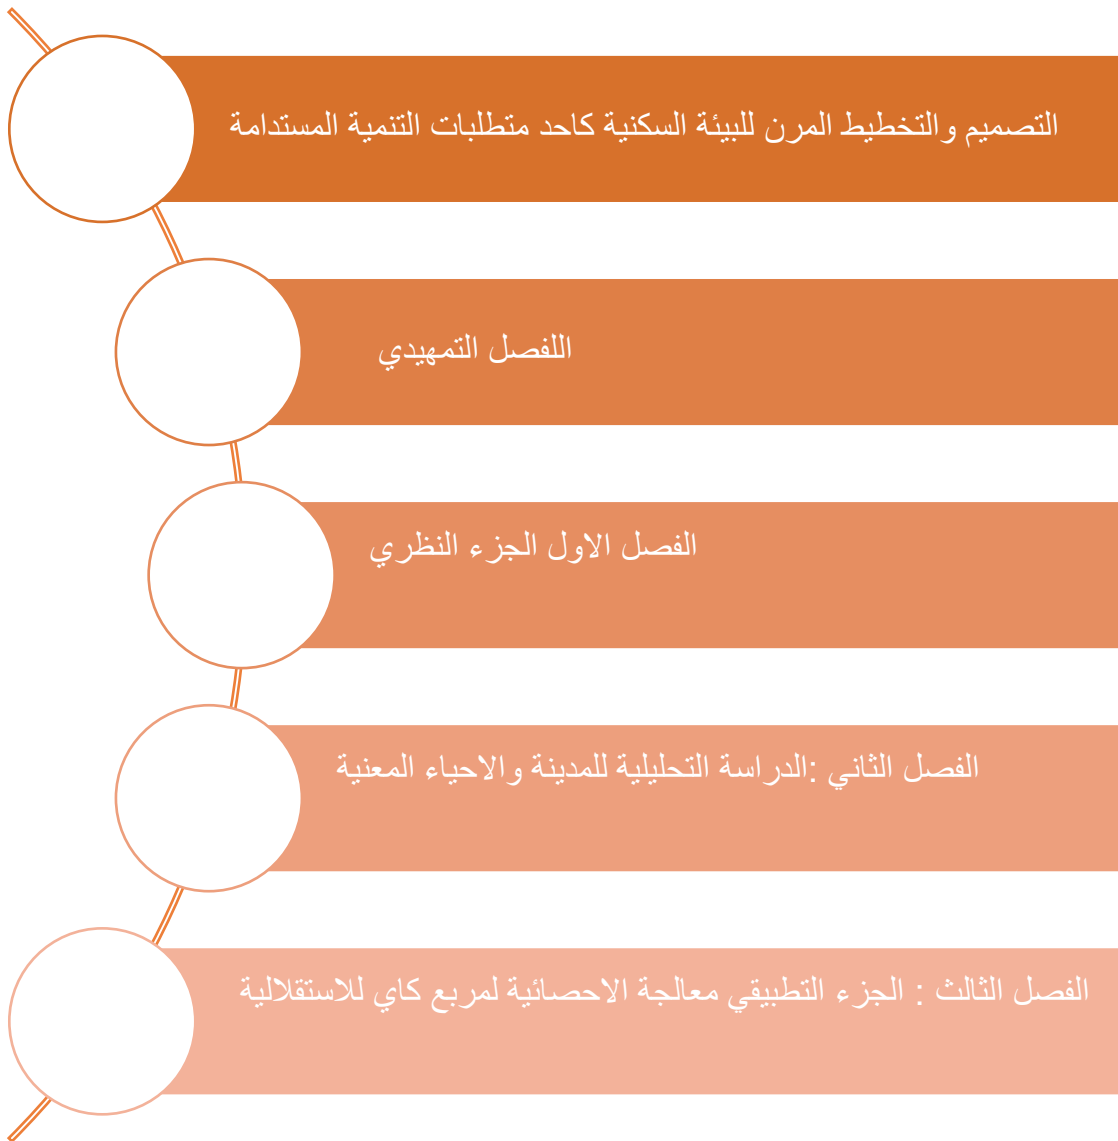 التصميم والتخطيط المرن للبيئة السكنية كاحد متطلبات التنمية المستدامة
اللفصل التمهيدي
الفصل الاول الجزء النظري
الفصل الثاني :الدراسة التحليلية للمدينة والاحياء المعنية
الفصل الثالث : الجزء التطبيقي معالجة الاحصائية لمربع كاي للاستقلالية